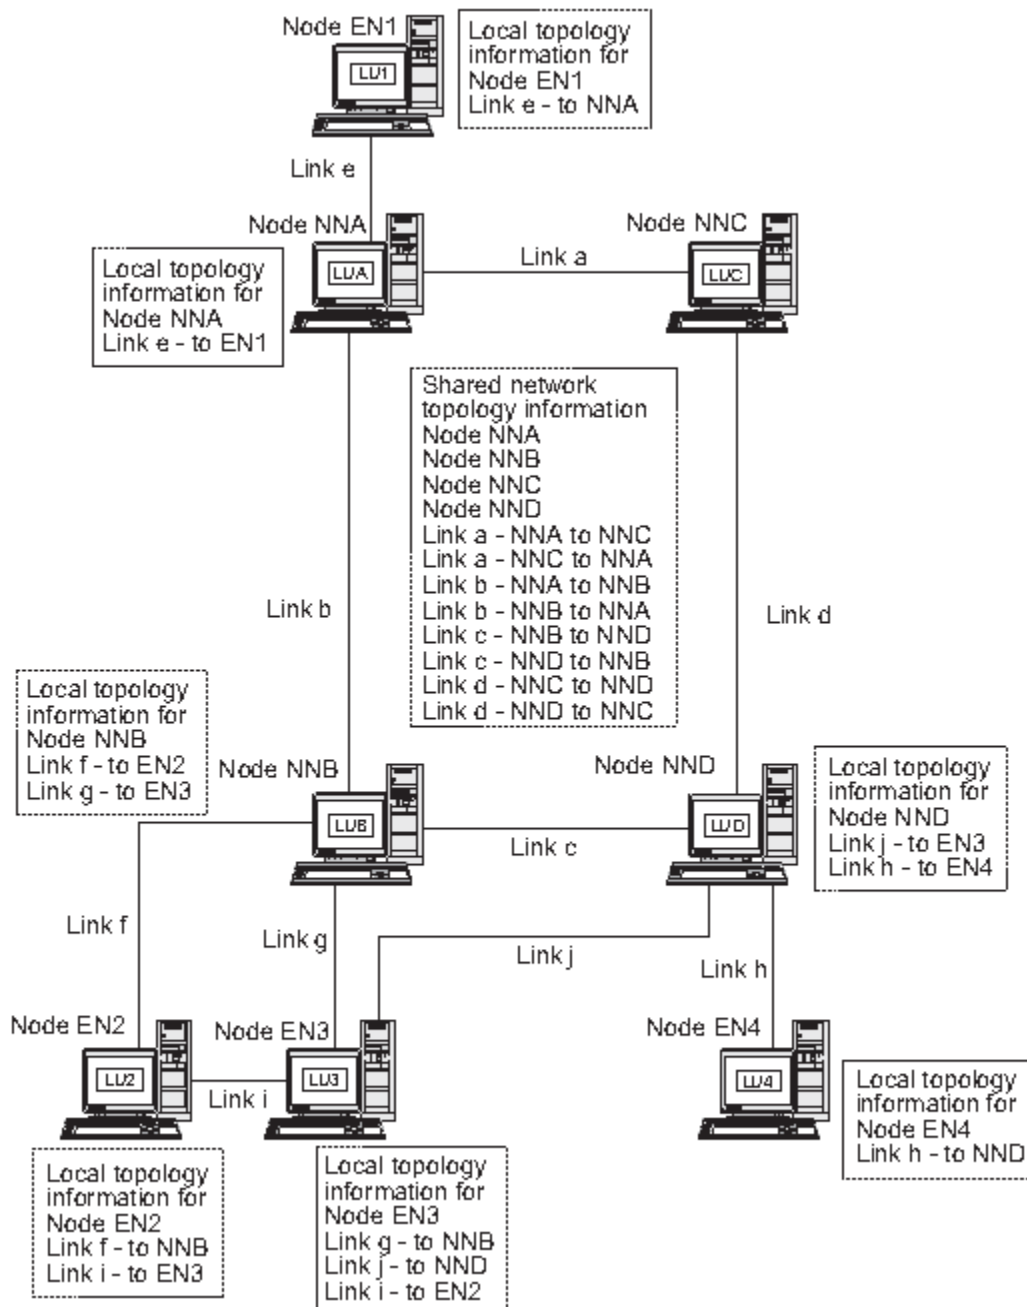 Node EN1
LU1
Local topology
information for
Node EN1
Link e - to NNA
Link e
Node NNA
LUA
Node NNC
LUC
Link a
Local topology
information for
Node NNA
Link e - to EN1
Shared network
topology information
Node NNA
Node NNB
Node NNC
Node NND
Link a - NNA to NNC
Link a - NNC to NNA
Link b - NNA to NNB
Link b - NNB to NNA
Link c - NNB to NND
Link c - NND to NNB
Link d - NNC to NND
Link d - NND to NNC
Link b
Link d
Local topology
information for
Node NNB
Link f - to EN2
Link g - to EN3
Node NNB
LUB
Node NND
LUD
Local topology
information for
Node NND
Link j - to EN3
Link h - to EN4
Link c
Link f
Link g
Link j
Link h
Node EN2
LU2
Node EN3
LU3
Link i
Node EN4
LU4
Local topology
information for
Node EN4
Link h - to NND
Local topology
information for
Node EN2
Link f - to NNB
Link i - to EN3
Local topology
information for
Node EN3
Link g - to NNB
Link j - to NND
Link i - to EN2